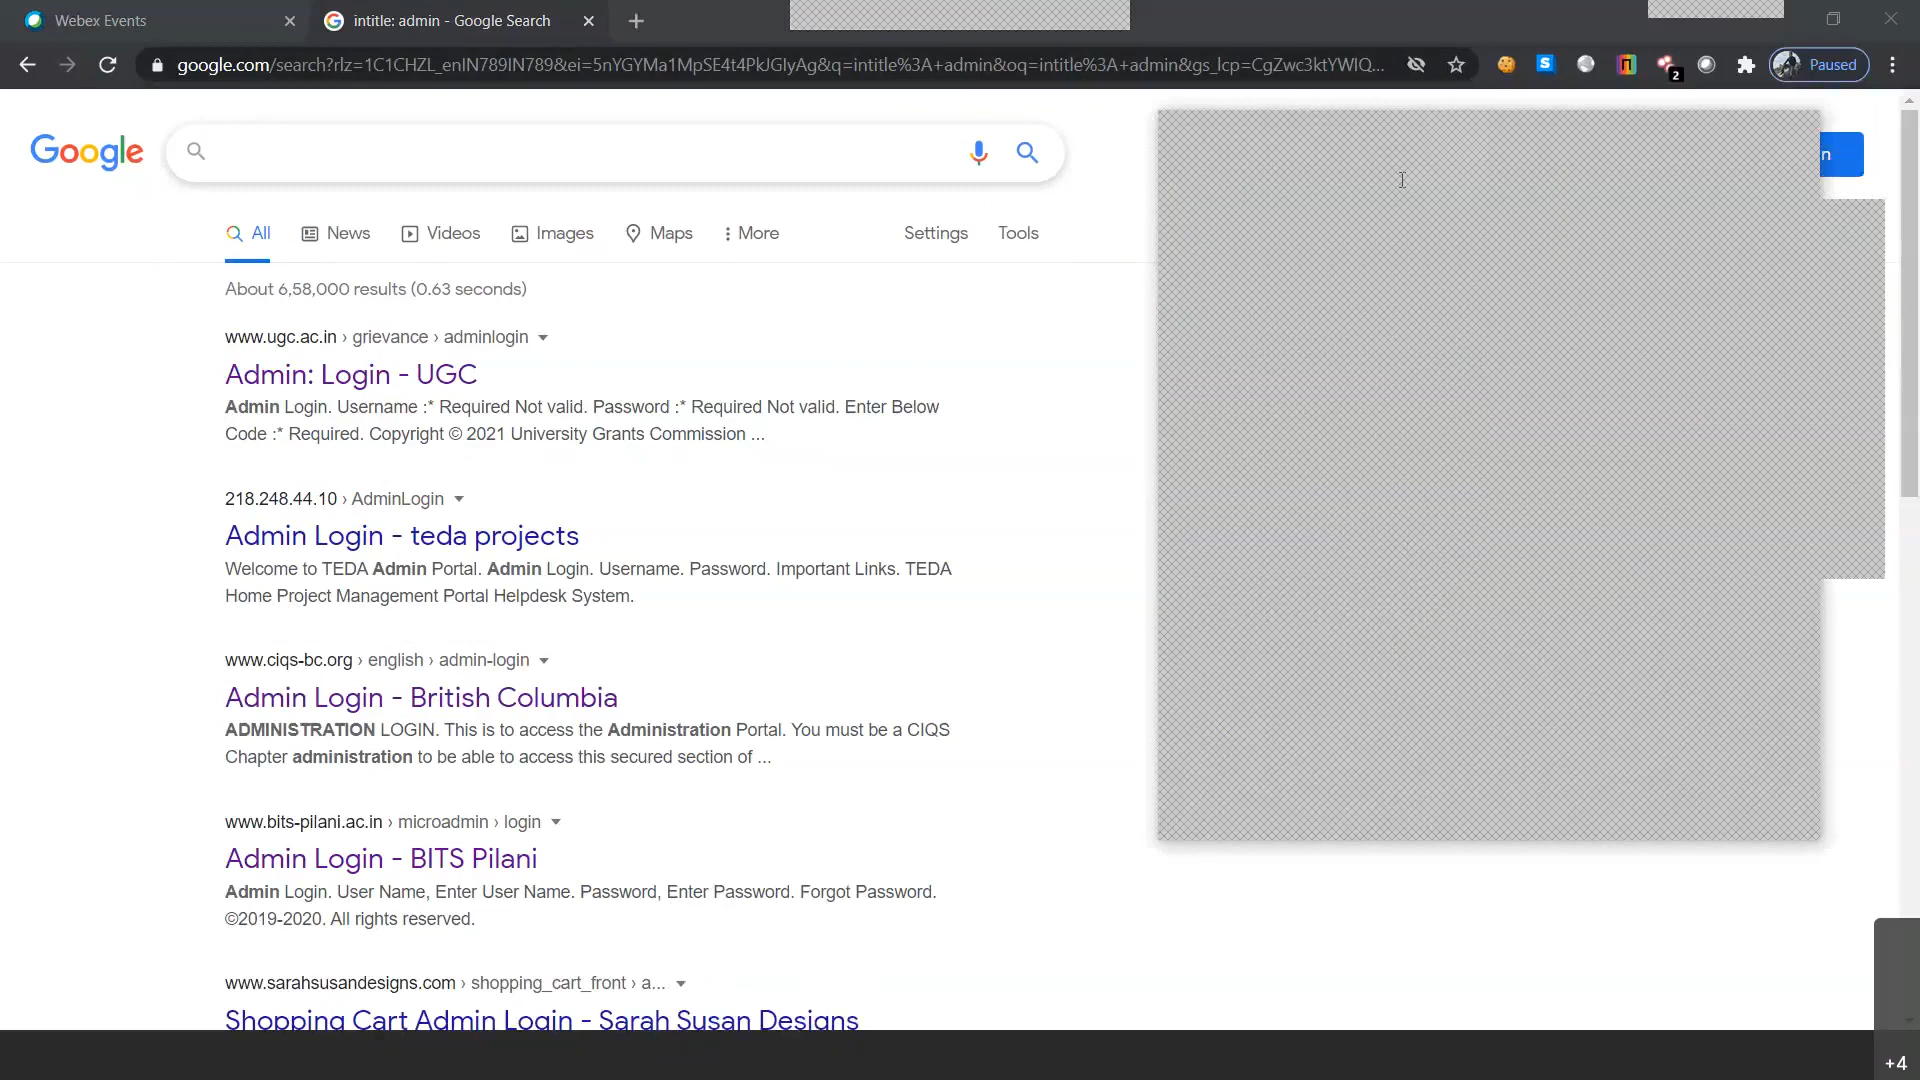 Webex Events
intitle: admin - Google Search
google.com/search?rlz=1C1CHZL_enIN789IN789&ei=5nYGYMa1MpSE4t4PkJGlyAg&q=intitle%3A+admin&oq=intitle%3A+admin&gs_lcp=CgZwc3ktYWIQ...
2
Paused
Google
n
All
News
Videos
Images
Maps
More
Settings
Tools
About 6,58,000 results (0.63 seconds)
www.ugc.ac.in › grievance › adminlogin
Admin: Login - UGC
Admin Login. Username :* Required Not valid. Password :* Required Not valid. Enter Below
Code :* Required. Copyright © 2021 University Grants Commission ...
218.248.44.10 › AdminLogin
Admin Login - teda projects
Welcome to TEDA Admin Portal. Admin Login. Username. Password. Important Links. TEDA
Home Project Management Portal Helpdesk System.
www.ciqs-bc.org › english › admin-login
Admin Login - British Columbia
ADMINISTRATION LOGIN. This is to access the Administration Portal. You must be a CIQS
Chapter administration to be able to access this secured section of ...
www.bits-pilani.ac.in › microadmin › login
Admin Login - BITS Pilani
Admin Login. User Name, Enter User Name. Password, Enter Password. Forgot Password.
©2019-2020. All rights reserved.
www.sarahsusandesigns.com › shopping_cart_front › a...
Shopping Cart Admin Login - Sarah Susan Designs
+4